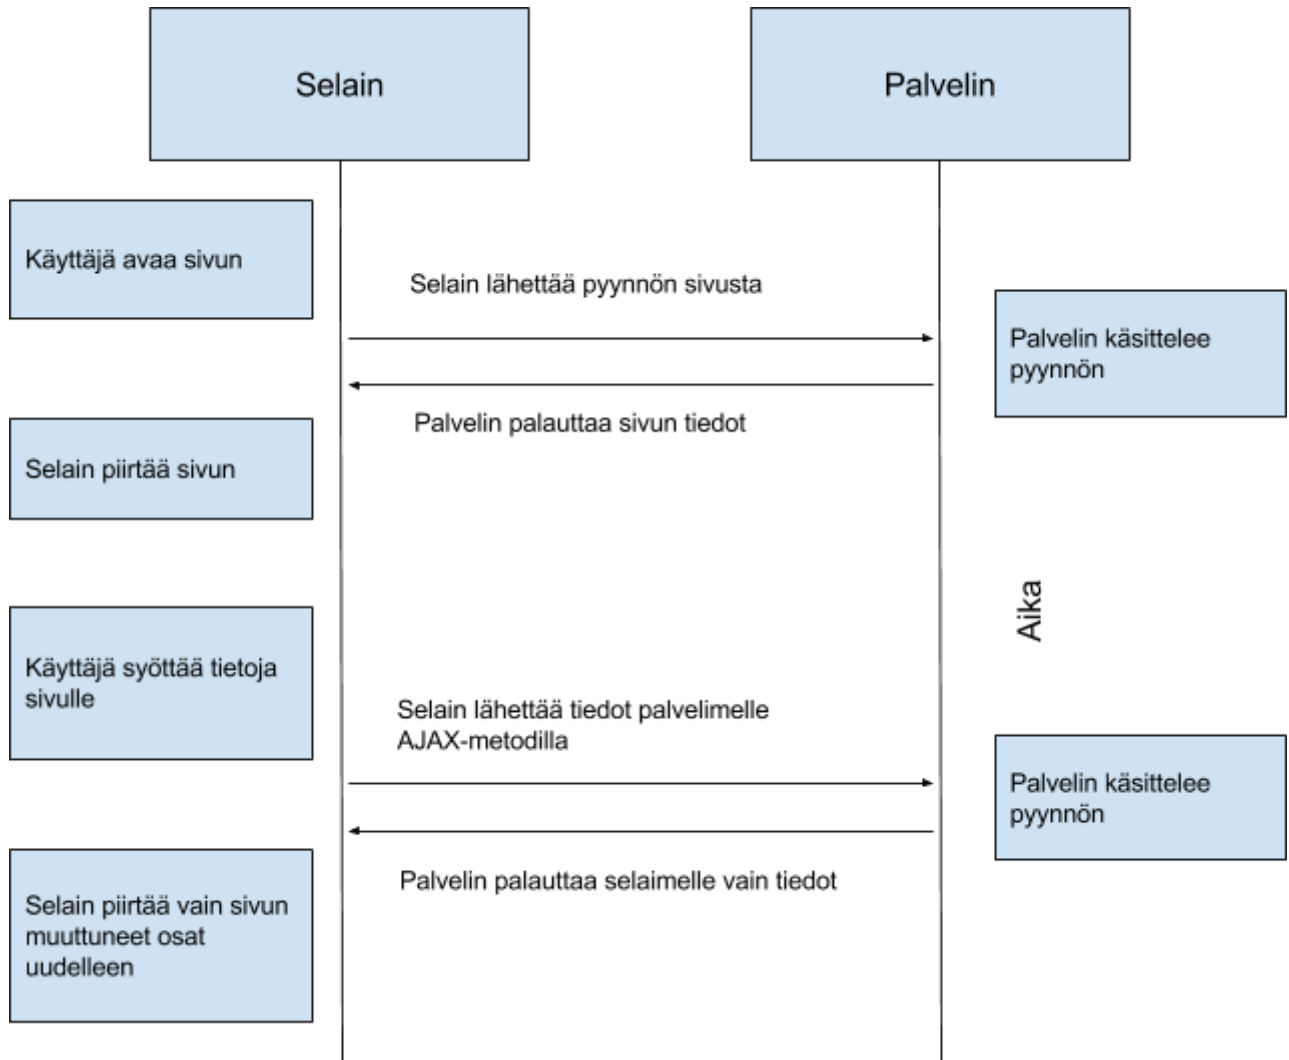 Selain
Palvelin
Käyttäjä avaa sivun
Selain lähettää pyynnön sivusta
Palvelin käsittelee
pyynnön
Palvelin palauttaa sivun tiedot
Selain piirtää sivun
Aika
Käyttäjä syöttää tietoja
sivulle
Selain lähettää tiedot palvelimelle
AJAX-metodilla
Palvelin käsittelee
pyynnön
Palvelin palauttaa selaimelle vain tiedot
Selain piirtää vain sivun
muuttuneet osat
uudelleen